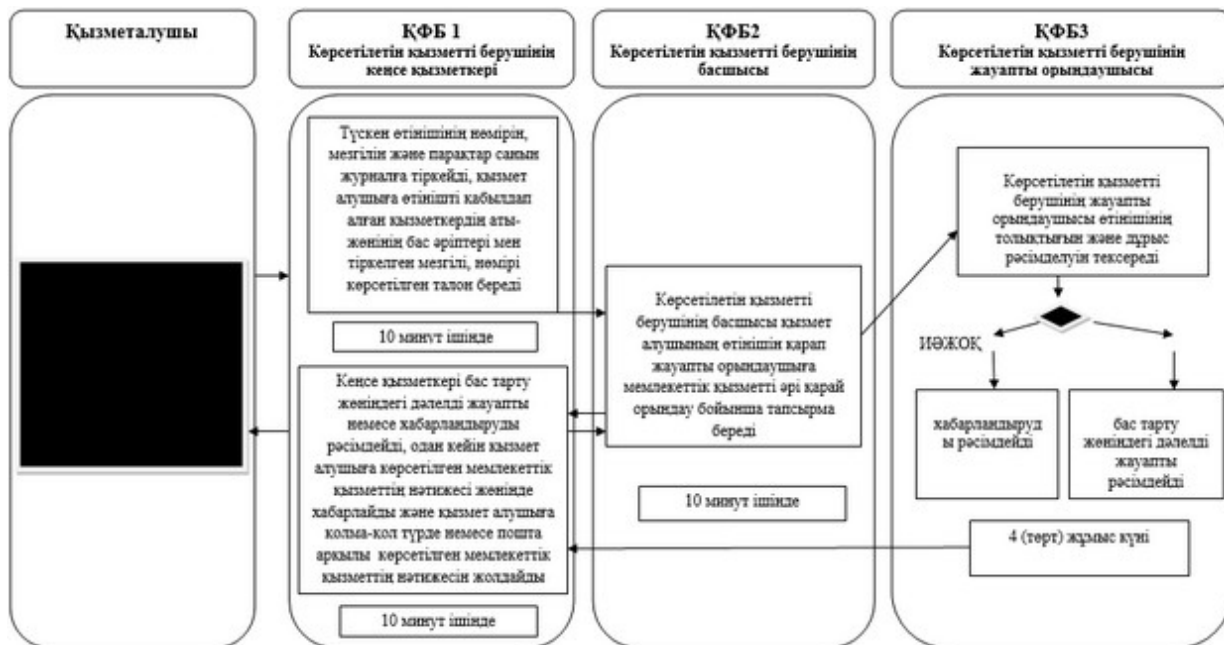 Қызметалушы
ҚФБ 1
Көрсетілетін қызметті берушінің
кеңсе қызметкері
ҚФБ2
Көрсетілетін қызметті берушінің
басшысы
ҚФБ3
Көрсетілетін қызметті берушінің
жауапты орындаушысы
Түскен өтінішінің нөмірін,
мезгілін және парақтар санын
журналға тіркейді, қызмет
алушыға өтінішті қабылдап
алған қызметкердің аты-
жөнінің бас әріптері мен
тіркелген мезгілі, нөмірі
көрсетілген талон береді
10 минут ішінде
Кеңсе қызметкері бас тарту
жөніндегі дәлелді жауапты
немесе хабарландыруды
рәсімдейді, одан кейін қызмет
алушыға көрсетілген мемлекеттік
қызметтің нәтижесі жөнінде
хабарлайды және қызмет алушыға
қолма-қол түрде немесе пошта
арқылы көрсетілген мемлекеттік
қызметтің нәтижесін жолдайды
10 минут ішінде
Көрсетілетін қызметті
берушінің басшысы қызмет
алушының өтінішін қарап
жауапты орындаушыға
мемлекеттік қызметті әрі қарай
орындау бойынша тапсырма
береді
10 минут ішінде
Көрсетілетін қызметті
берушінің жауапты
орындаушысы өтінішінің
толықтығын және дұрыс
рәсімделуін тексереді
ИӘЖОҚ
хабарландыруд
ы рәсімдейді
бас тарту
жөніндегі дәлелді
жауапты
рәсімдейді
4 (төрт) жұмыс күні